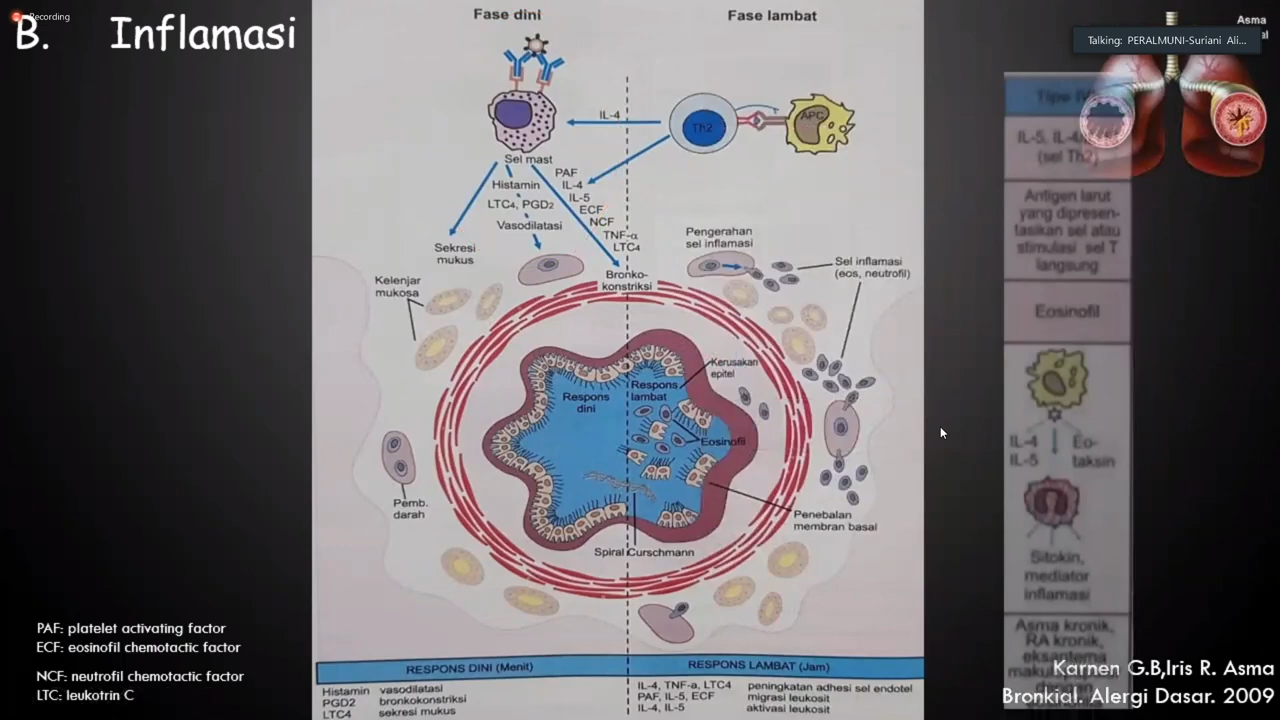 Recording
B. Inflamasi
Fase dini
Fase lambat
Asma
Talking: PERALMUNI-Suriani Ali...
IL-4
Th2
APC
Sel mast
Histamin
LTC4, PGD2
Vasodilatasi
PAF
IL-4
IL-5
ECF
NCF
TNF-α
LTC4
Sekresi
mukus
Bronko-
konstriksi
Pengerahan
sel inflamasi
Sel inflamasi
(eos, neutrofil)
Kelenjar
mukosa
Kerusakan
epitel
Respons
dini
Respons
lambat
Eosinofil
Pemb.
darah
Penebalan
membran basal
Spiral Curschmann
RESPONS DINI (Menit)
Histamin vasodilatasi
PGD2 bronkokonstriksi
LTC4 sekresi mukus
RESPONS LAMBAT (Jam)
IL-4, TNF-a, LTC4 peningkatan adhesi sel endotel
PAF, IL-5, ECF migrasi leukosit
IL-4, IL-5 aktivasi leukosit
PAF: platelet activating factor
ECF: eosinofil chemotactic factor
NCF: neutrofil chemotactic factor
LTC: leukotrin C
Tipe
IL-5,
(sel Th2)
Antigen larut
yang dipresen-
tasikan sel atau
stimulasi sel T
langsung
Eosinofil
IL-4
IL-5
Eo-
taksin
Sitokin,
mediator
inflamasi
Asma kronik,
RA kronik,
eksantema
Karnen G.B,Iris R. Asma
Bronkial. Alergi Dasar. 2009